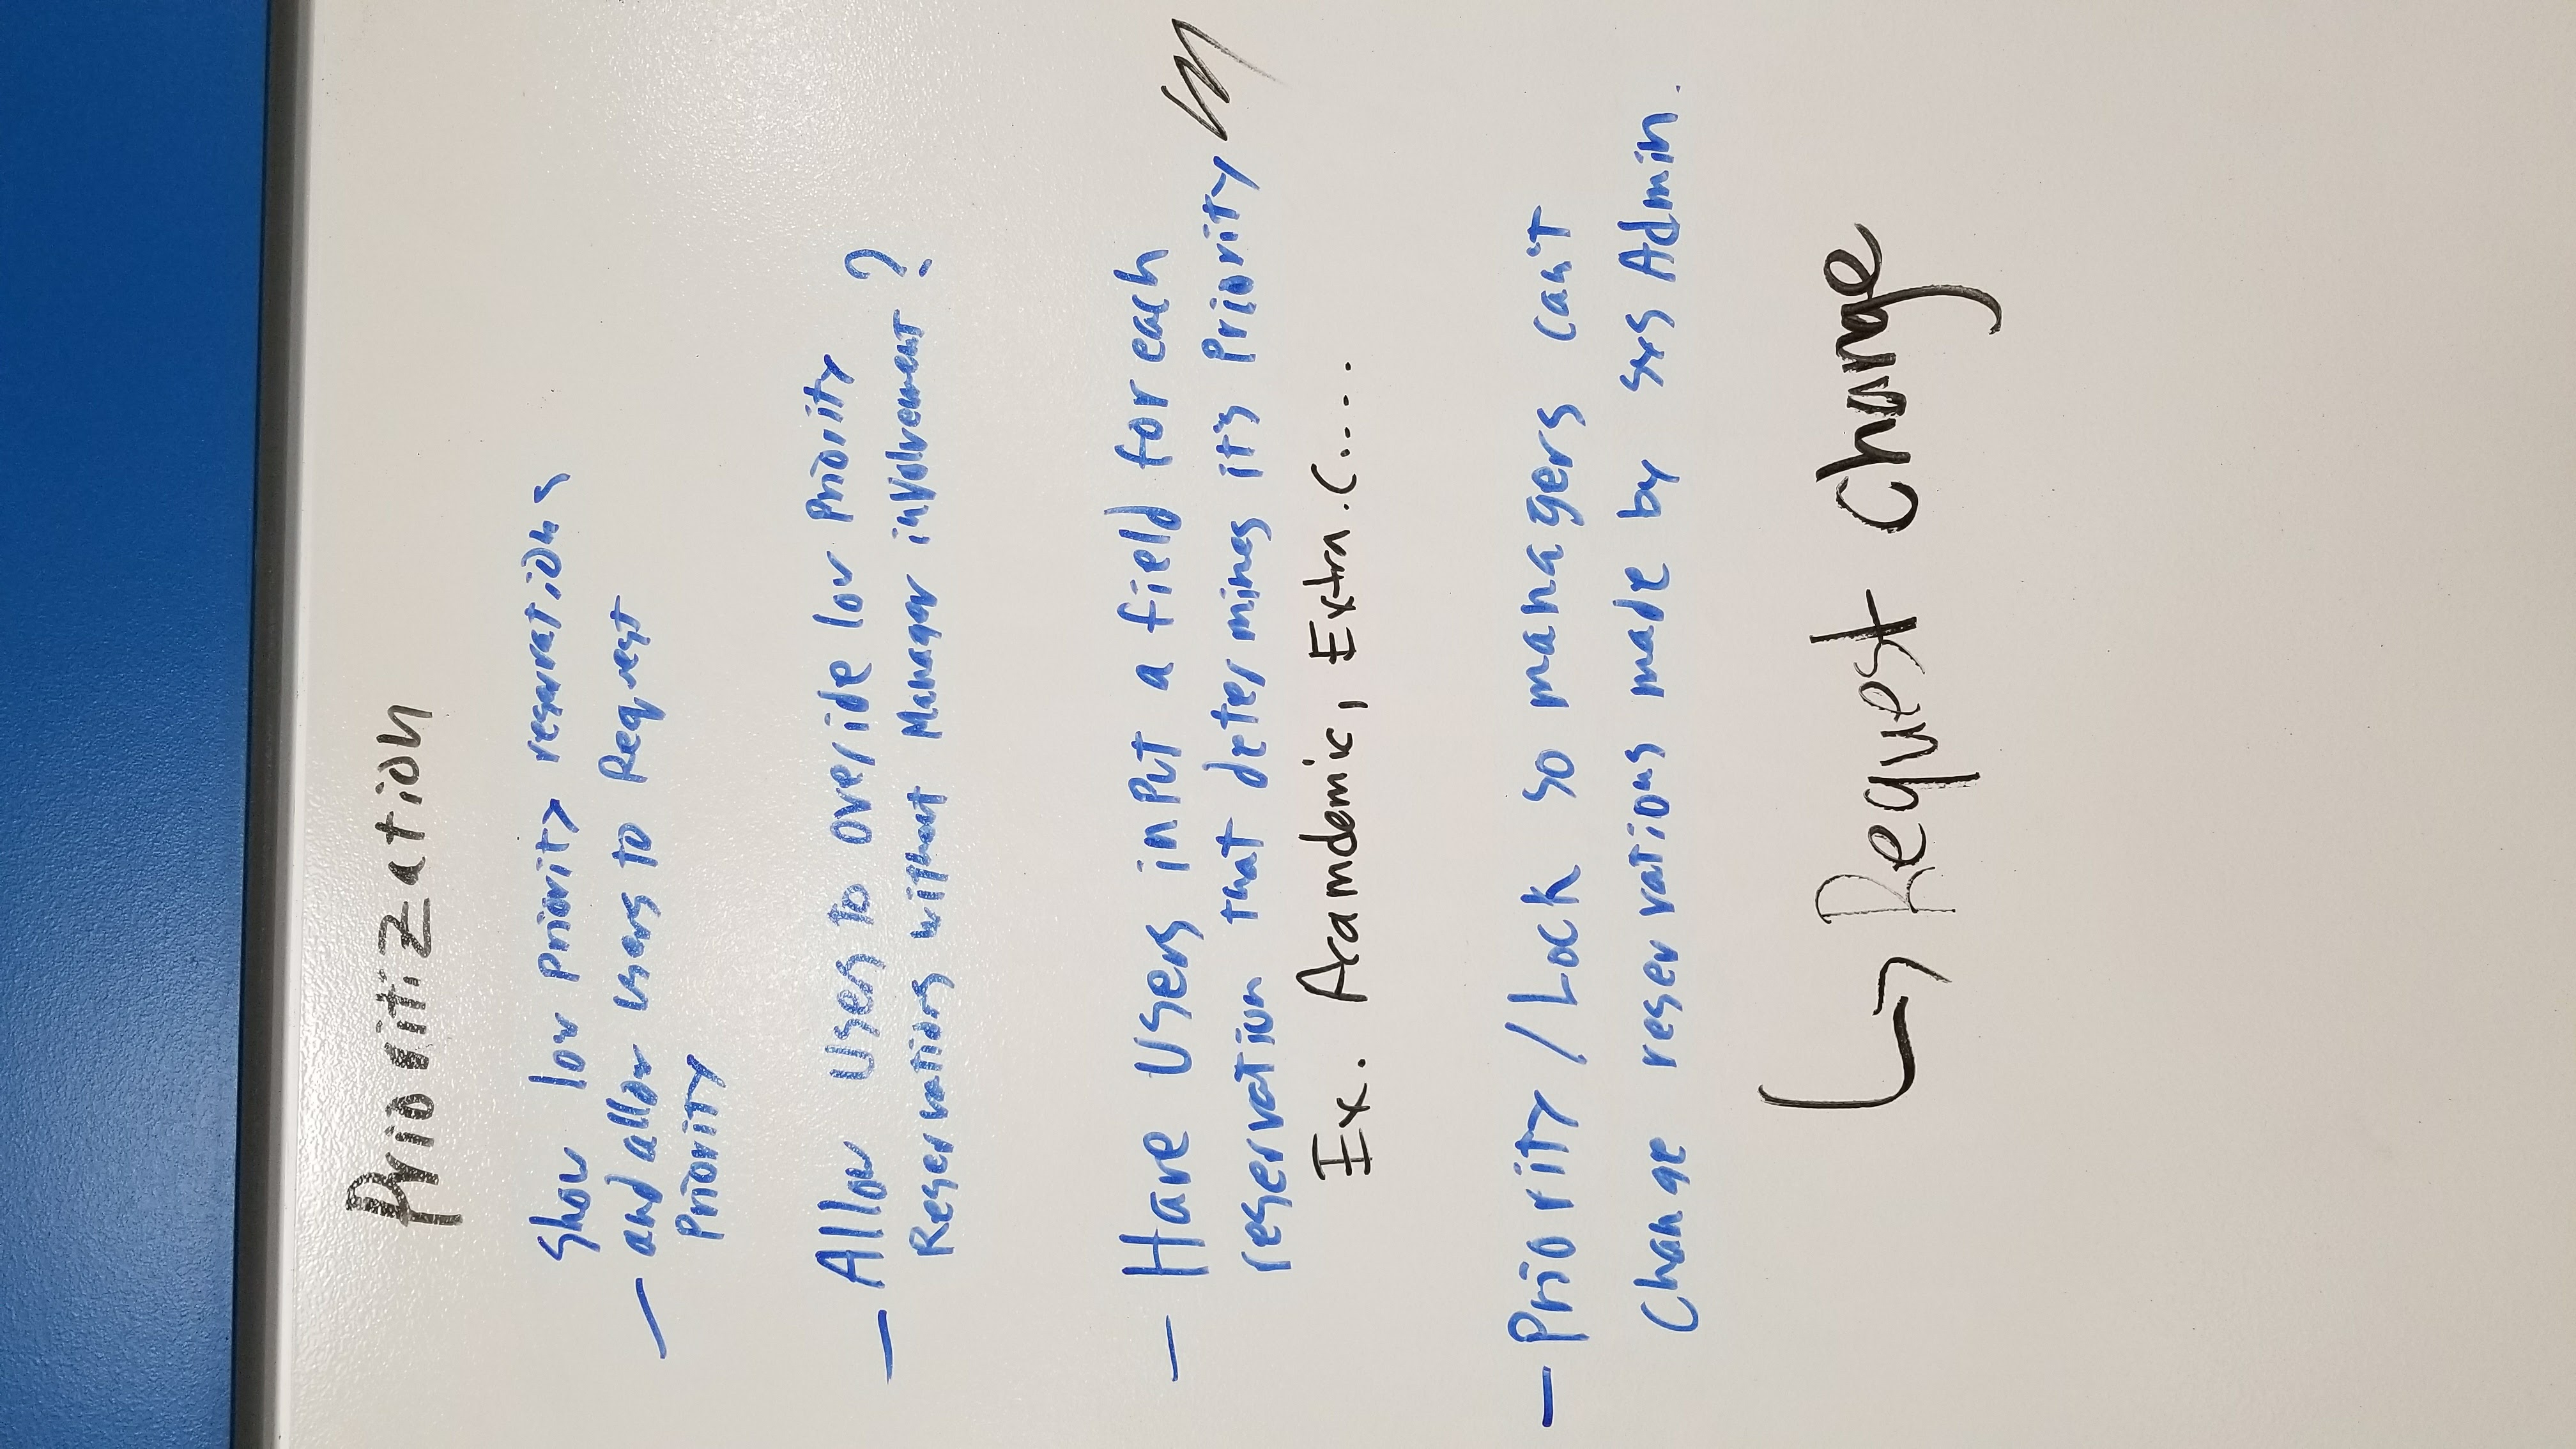 Prioritization
Show low Priority reservations
- and allow users to Request
Priority
- Allow Users to overide low Priority
Reservations without Manager involvement ?
- Have Users input a field for each
reservation that determines it's Priority
Ex. Acamdemic, Extra. C....
- Priority / Lock so managers can't
Change reservations made by sys Admin.
↳ Request change